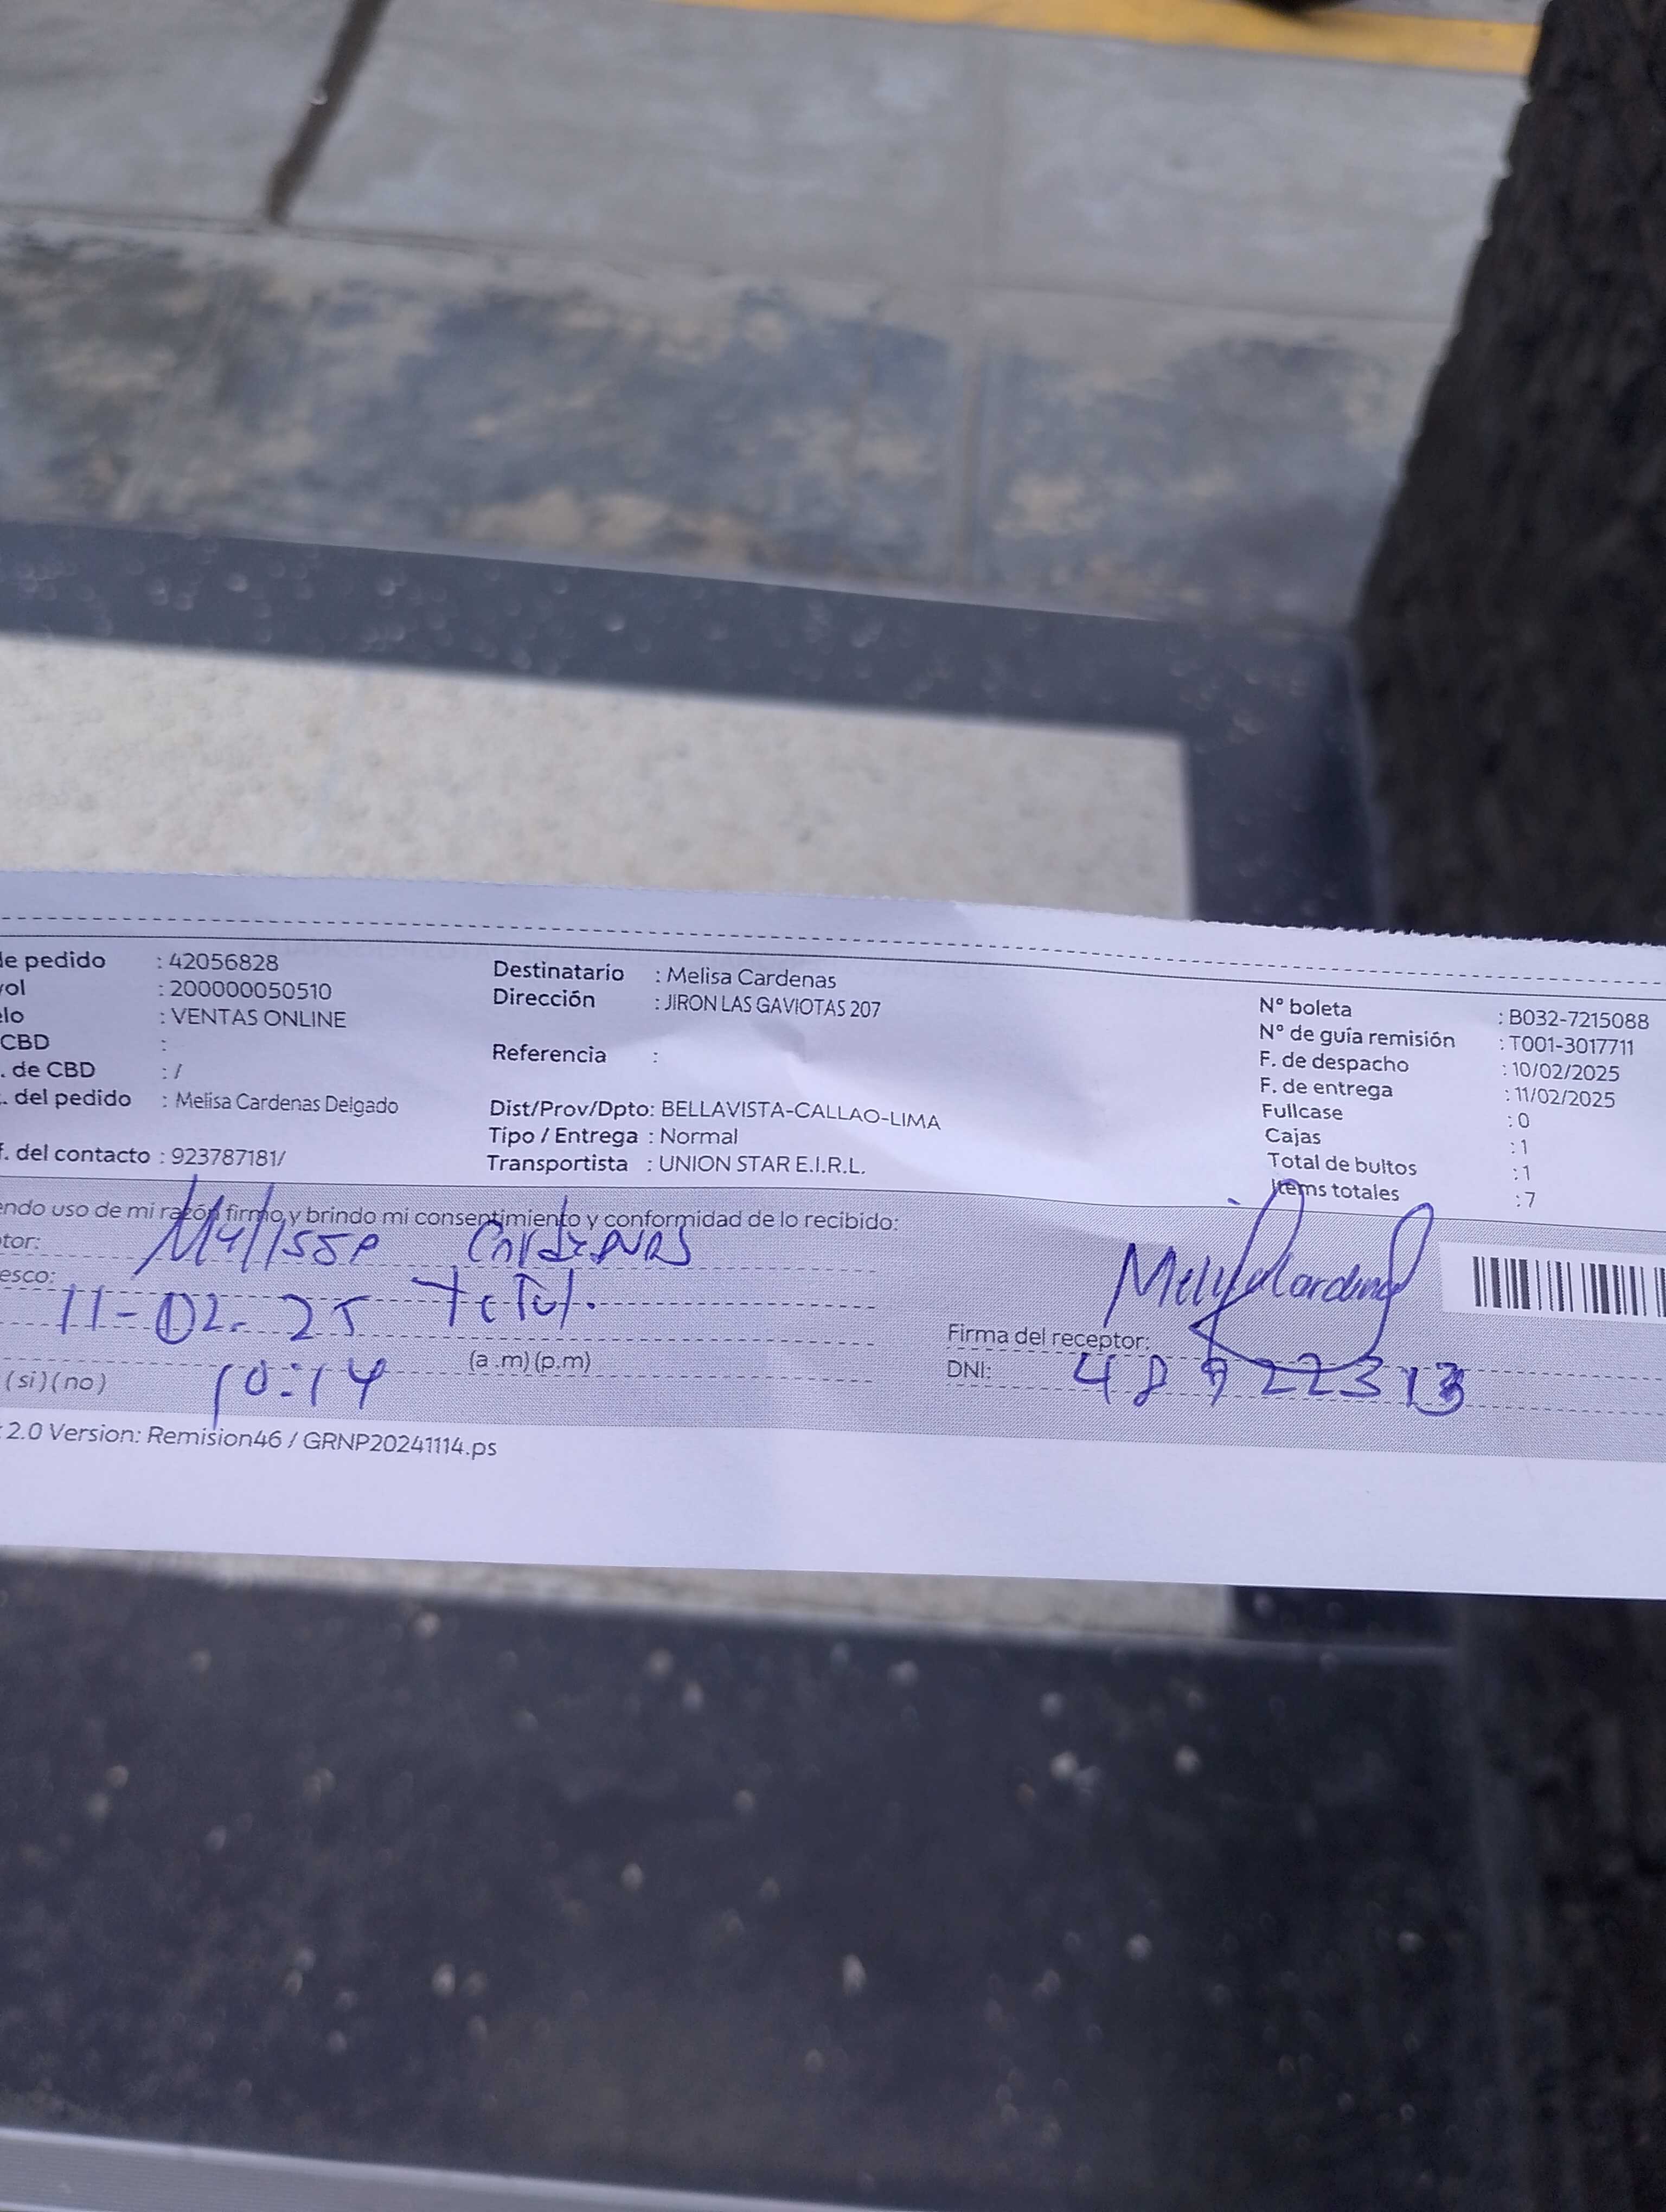 le pedido : 42056828
rol : 200000050510
elo : VENTAS ONLINE
CBD :
. de CBD : /
. del pedido : Melisa Cardenas Delgado
f. del contacto : 923787181/
Destinatario : Melisa Cardenas
Dirección : JIRON LAS GAVIOTAS 207
Referencia :
Dist/Prov/Dpto: BELLAVISTA-CALLAO-LIMA
Tipo / Entrega : Normal
Transportista : UNION STAR E.I.R.L.
N° boleta : B032-7215088
N° de guía remisión : T001-3017711
F. de despacho : 10/02/2025
F. de entrega : 11/02/2025
Fullcase : 0
Cajas : 1
Total de bultos : 1
Items totales : 7
endo uso de mi razón firmo y brindo mi consentimiento y conformidad de lo recibido:
tor: Melissa Cardenas
esco: Titular
11-02-25
(si) (no) 10:14 (a.m) (p.m)
Firma del receptor:
DNI:
2.0 Version: Remision46 / GRNP20241114.ps